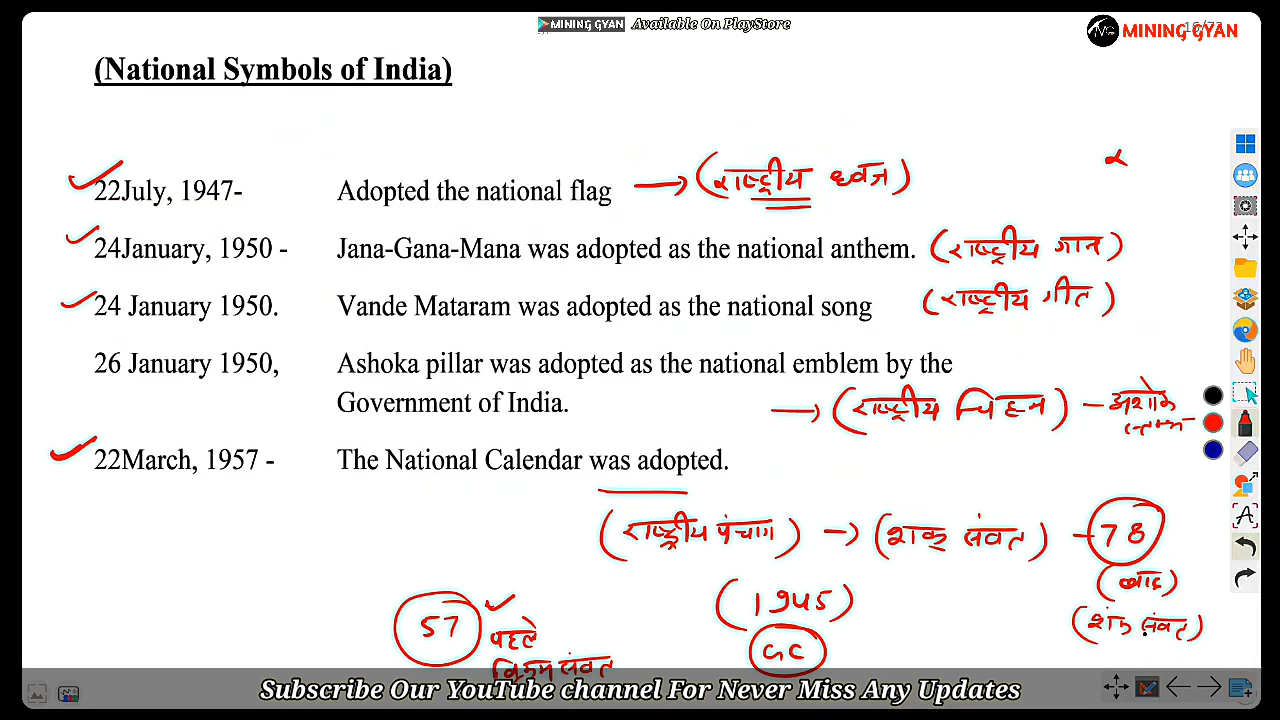 MINING GYAN Available On PlayStore
16/73
MINING GYAN
(National Symbols of India)
22July, 1947- Adopted the national flag (राष्ट्रीय ध्वज)
24January, 1950 - Jana-Gana-Mana was adopted as the national anthem. (राष्ट्रीय गान)
24 January 1950. Vande Mataram was adopted as the national song (राष्ट्रीय गीत)
26 January 1950, Ashoka pillar was adopted as the national emblem by the
Government of India. (राष्ट्रीय चिह्न) - अशोक
22March, 1957 - The National Calendar was adopted.
(राष्ट्रीय पंचाग) → (शक संवत) - 78
(बाद)
(1945)
57 पहले
(शक संवत)
विक्रम संवत
Subscribe Our YouTube channel For Never Miss Any Updates